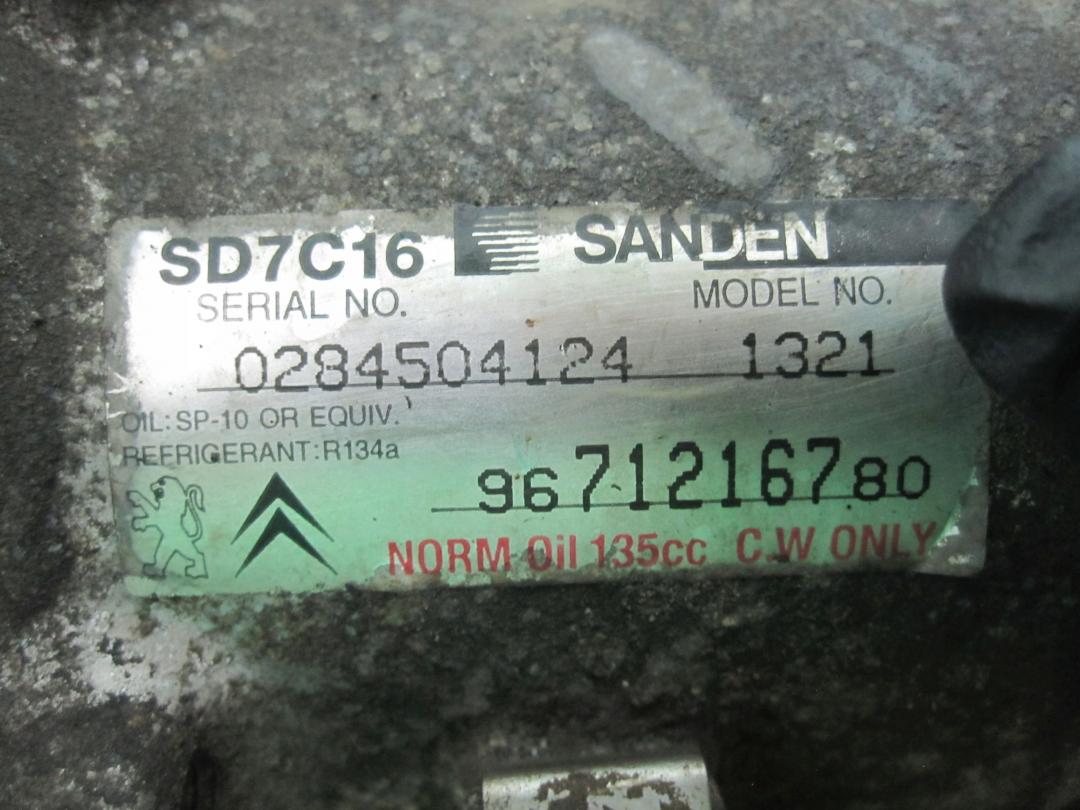 SD7C16 SANDEN
SERIAL NO. MODEL NO.
0284504124 1321
OIL: SP-10 OR EQUIV.
REFRIGERANT: R134a
9671216780
NORM Oil 135cc C.W ONLY